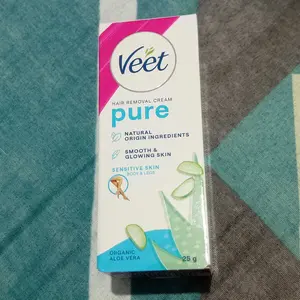 Veet
HAIR REMOVAL CREAM
pure
NATURAL
ORIGIN INGREDIENTS
SMOOTH &
GLOWING SKIN
SENSITIVE SKIN
BODY & LEGS
ORGANIC
ALOE VERA
25 g